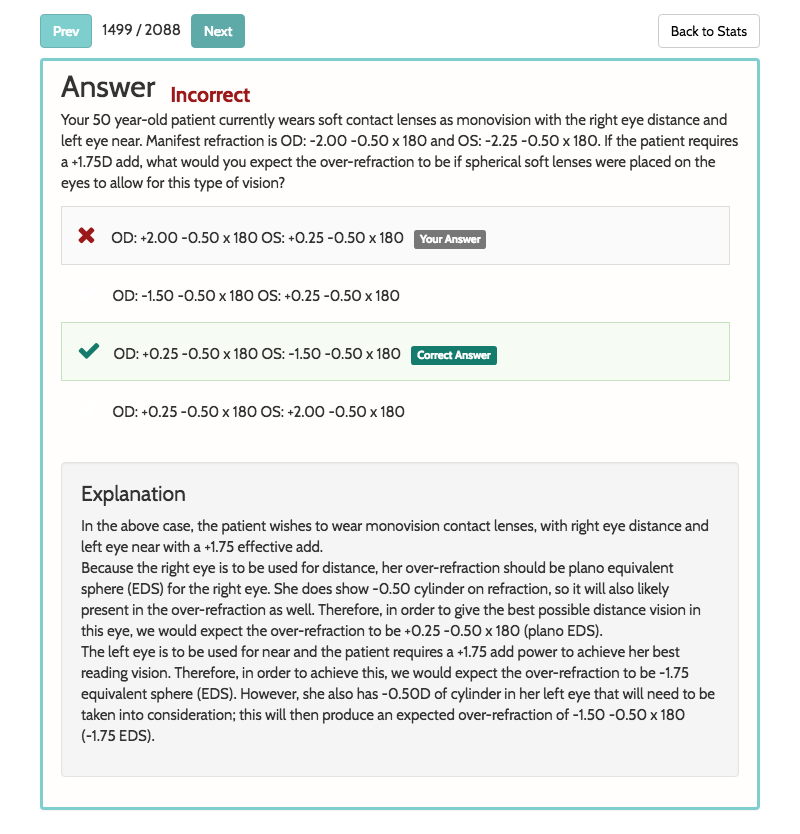 Prev 1499 / 2088 Next Back to Stats
Answer Incorrect
Your 50 year-old patient currently wears soft contact lenses as monovision with the right eye distance and
left eye near. Manifest refraction is OD: -2.00 -0.50 x 180 and OS: -2.25 -0.50 x 180. If the patient requires
a +1.75D add, what would you expect the over-refraction to be if spherical soft lenses were placed on the
eyes to allow for this type of vision?
OD: +2.00 -0.50 x 180 OS: +0.25 -0.50 x 180 Your Answer
OD: -1.50 -0.50 x 180 OS: +0.25 -0.50 x 180
OD: +0.25 -0.50 x 180 OS: -1.50 -0.50 x 180 Correct Answer
OD: +0.25 -0.50 x 180 OS: +2.00 -0.50 x 180
Explanation
In the above case, the patient wishes to wear monovision contact lenses, with right eye distance and
left eye near with a +1.75 effective add.
Because the right eye is to be used for distance, her over-refraction should be plano equivalent
sphere (EDS) for the right eye. She does show -0.50 cylinder on refraction, so it will also likely
present in the over-refraction as well. Therefore, in order to give the best possible distance vision in
this eye, we would expect the over-refraction to be +0.25 -0.50 x 180 (plano EDS).
The left eye is to be used for near and the patient requires a +1.75 add power to achieve her best
reading vision. Therefore, in order to achieve this, we would expect the over-refraction to be -1.75
equivalent sphere (EDS). However, she also has -0.50D of cylinder in her left eye that will need to be
taken into consideration; this will then produce an expected over-refraction of -1.50 -0.50 x 180
(-1.75 EDS).